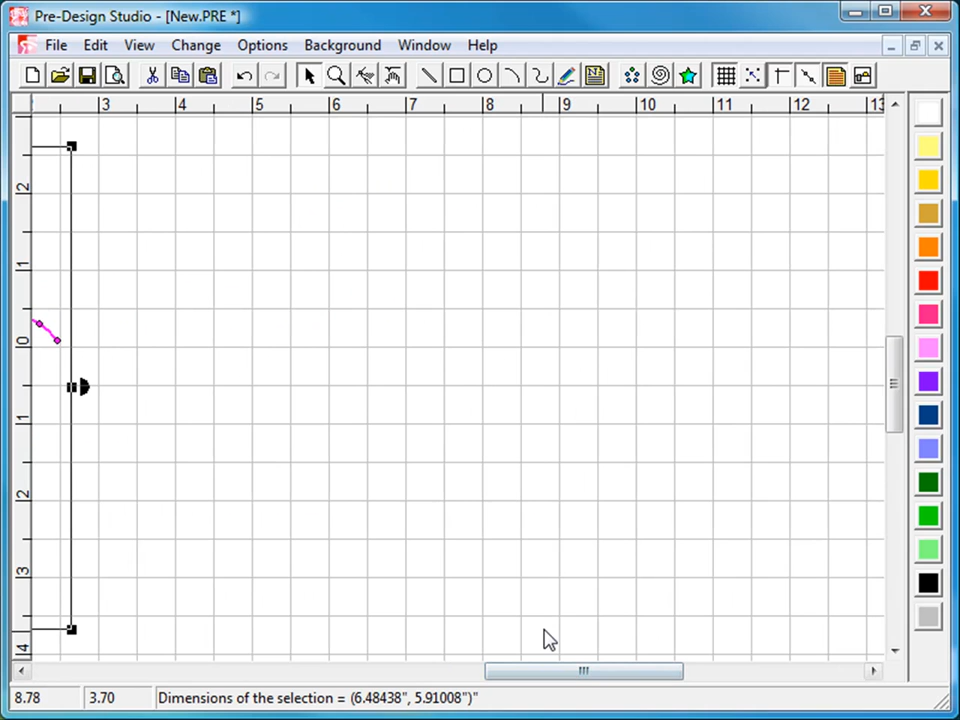 Pre-Design Studio - [New.PRE *]
File Edit View Change Options Background Window Help
3 4 5 6 7 8 9 10 11 12 13
2
1
0
1
2
3
4
8.78 3.70 Dimensions of the selection = (6.48438", 5.91008")"